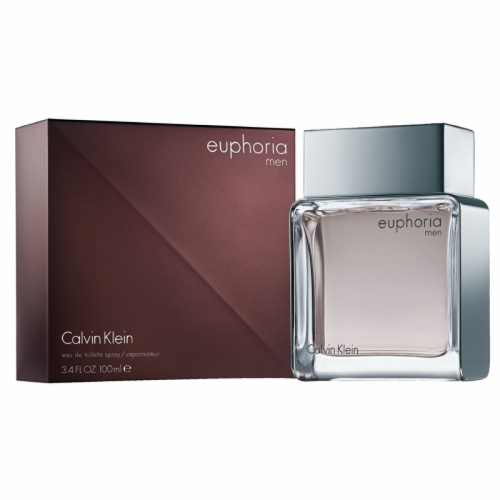 euphoria
men
Calvin Klein
eau de toilette spray / vaporisateur
3.4 FL OZ 100ml ℮
euphoria
men
Calvin Klein